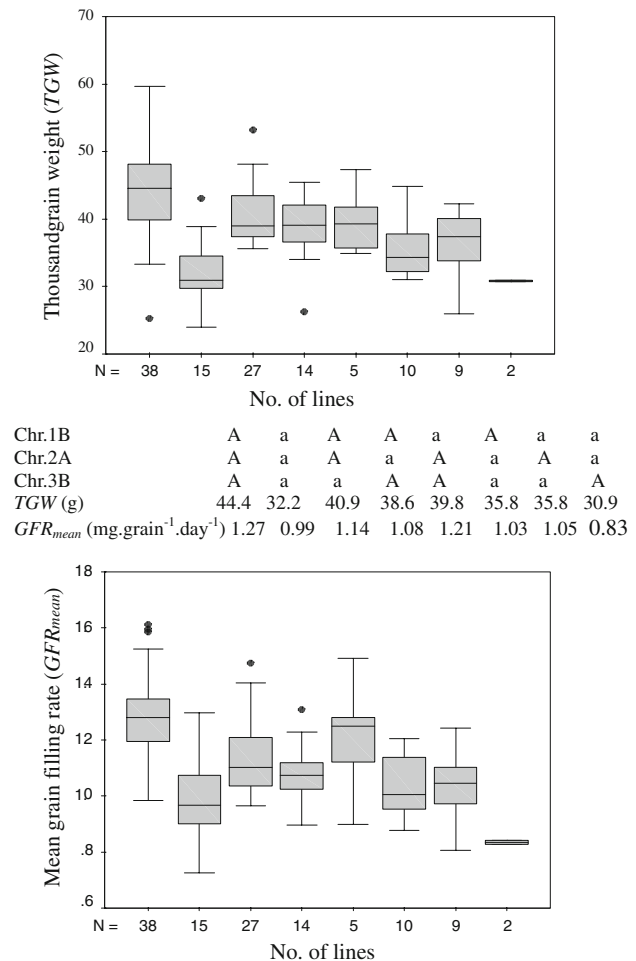 70
60
50
40
30
20
Thousandgrain weight (TGW)
N = 38 15 27 14 5 10 9 2
No. of lines
Chr.1B A a A A a A a a
Chr.2A A a A a A a A a
Chr.3B A a a A A a a A
TGW (g) 44.4 32.2 40.9 38.6 39.8 35.8 35.8 30.9
GFRmean (mg.grain-1.day-1) 1.27 0.99 1.14 1.08 1.21 1.03 1.05 0.83
18
16
14
12
10
.8
.6
Mean grain filling rate (GFRmean)
N = 38 15 27 14 5 10 9 2
No. of lines